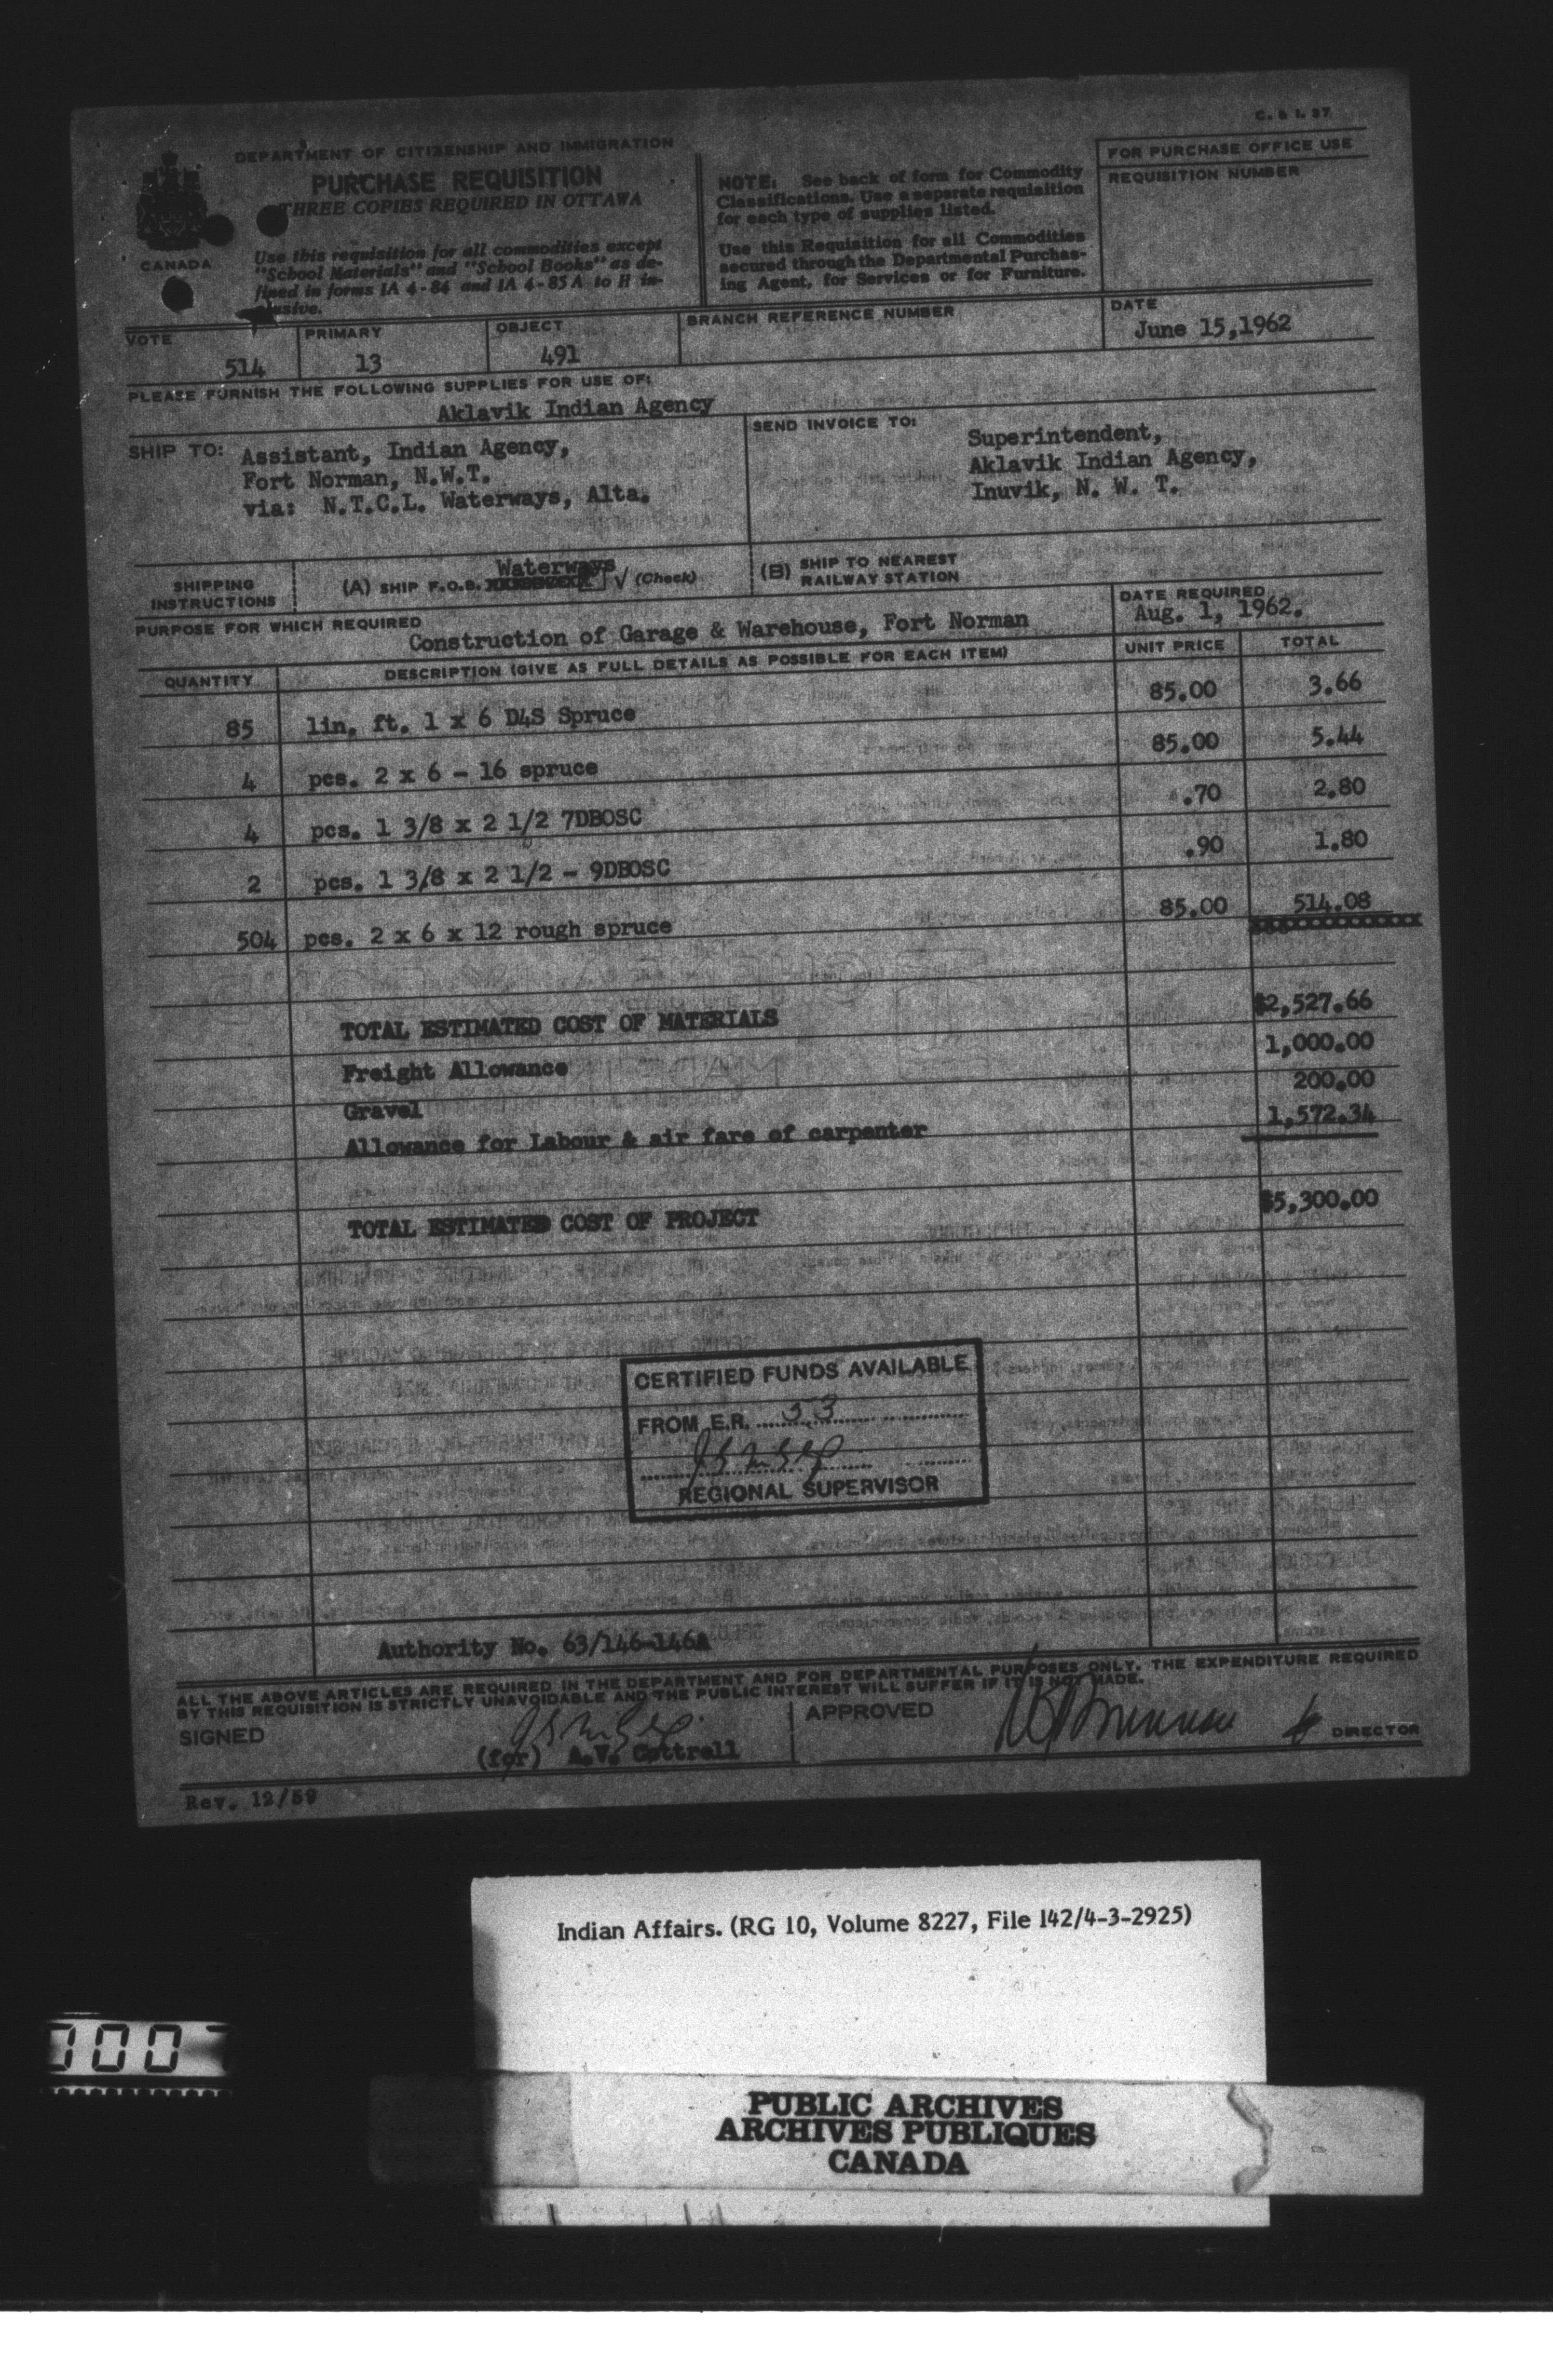 C. & I. 37
DEPARTMENT OF CITIZENSHIP AND IMMIGRATION
PURCHASE REQUISITION
THREE COPIES REQUIRED IN OTTAWA
CANADA
Use this requisition for all commodities except
"School Materials" and "School Books" as de-
fined in forms IA 4-84 and IA 4-85 A to H in-
clusive.
NOTE: See back of form for Commodity
Classifications. Use a separate requisition
for each type of supplies listed.
Use this Requisition for all Commodities
secured through the Departmental Purchas-
ing Agent, for Services or for Furniture.
FOR PURCHASE OFFICE USE
REQUISITION NUMBER
VOTE PRIMARY OBJECT BRANCH REFERENCE NUMBER DATE
514 13 491 June 15,1962
PLEASE FURNISH THE FOLLOWING SUPPLIES FOR USE OF:
Aklavik Indian Agency
SHIP TO: Assistant, Indian Agency,
Fort Norman, N.W.T.
via: N.T.C.L. Waterways, Alta.
SEND INVOICE TO:
Superintendent,
Aklavik Indian Agency,
Inuvik, N. W. T.
SHIPPING
INSTRUCTIONS
Waterways
(A) SHIP F.O.B. √ (Check)
(B) SHIP TO NEAREST
RAILWAY STATION
PURPOSE FOR WHICH REQUIRED
Construction of Garage & Warehouse, Fort Norman
DATE REQUIRED
Aug. 1, 1962.
QUANTITY DESCRIPTION (GIVE AS FULL DETAILS AS POSSIBLE FOR EACH ITEM) UNIT PRICE TOTAL
85 lin. ft. 1 x 6 D4S Spruce 85.00 3.66
4 pcs. 2 x 6 - 16 spruce 85.00 5.44
4 pcs. 1 3/8 x 2 1/2 7DBOSC .70 2.80
2 pcs. 1 3/8 x 2 1/2 - 9DBOSC .90 1.80
504 pcs. 2 x 6 x 12 rough spruce 85.00 514.08
TOTAL ESTIMATED COST OF MATERIALS $2,527.66
Freight Allowance 1,000.00
Gravel 200.00
Allowance for Labour & air fare of carpenter 1,572.34
TOTAL ESTIMATED COST OF PROJECT $5,300.00
CERTIFIED FUNDS AVAILABLE
FROM E.R. 33
REGIONAL SUPERVISOR
Authority No. 63/146-146A
ALL THE ABOVE ARTICLES ARE REQUIRED IN THE DEPARTMENT AND FOR DEPARTMENTAL PURPOSES ONLY. THE EXPENDITURE REQUIRED
BY THIS REQUISITION IS STRICTLY UNAVOIDABLE AND THE PUBLIC INTEREST WILL SUFFER IF IT IS NOT MADE.
SIGNED
(for) A.V. Cottrell
APPROVED
DIRECTOR
Rev. 12/59
Indian Affairs. (RG 10, Volume 8227, File 142/4-3-2925)
PUBLIC ARCHIVES
ARCHIVES PUBLIQUES
CANADA